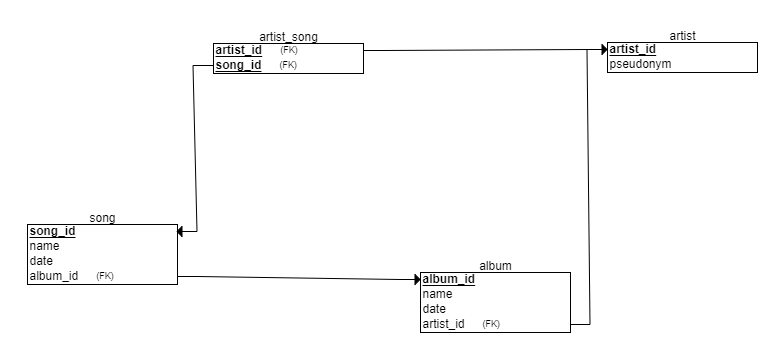 artist_song
artist_id (FK)
song_id (FK)
artist
artist_id
pseudonym
song
song_id
name
date
album_id (FK)
album
album_id
name
date
artist_id (FK)